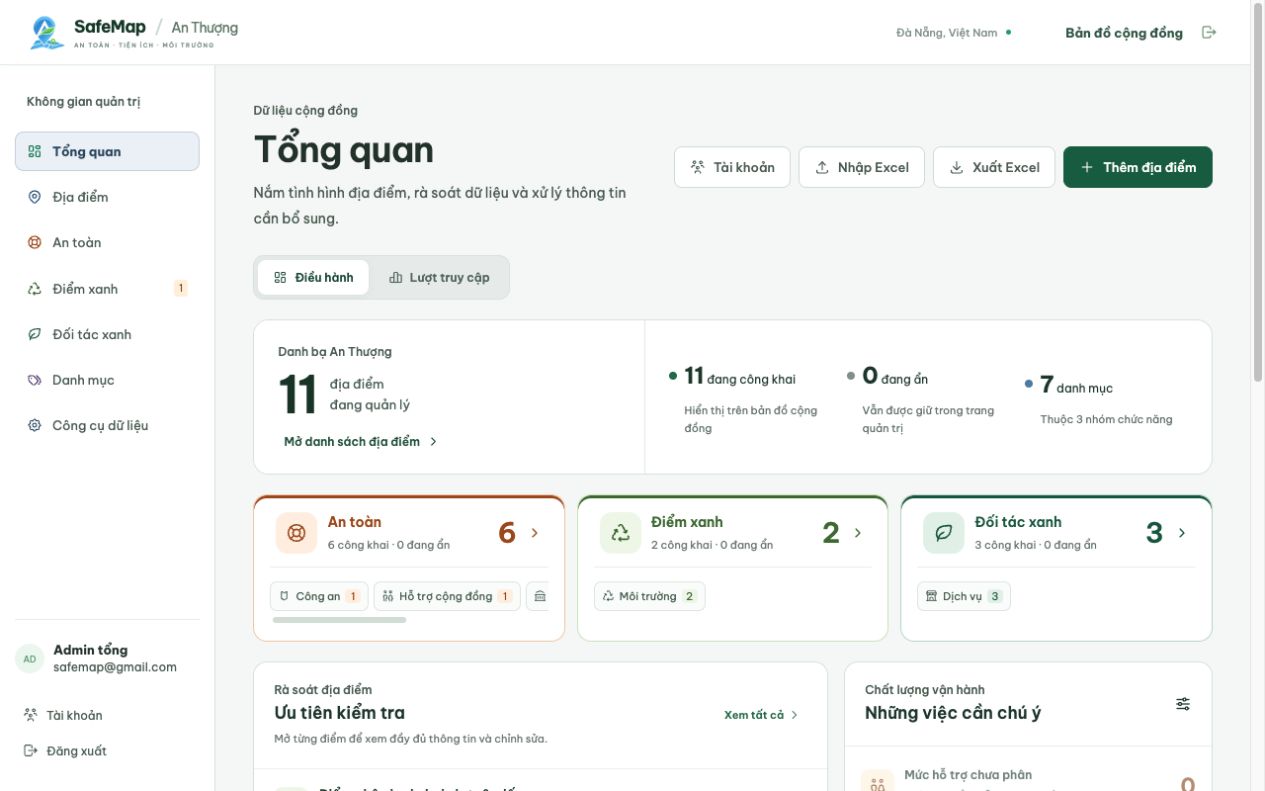 SafeMap / An Thượng
AN TOÀN · TIỆN ÍCH · MÔI TRƯỜNG
Đà Nẵng, Việt Nam
Bản đồ cộng đồng
Không gian quản trị
Tổng quan
Địa điểm
An toàn
Điểm xanh 1
Đối tác xanh
Danh mục
Công cụ dữ liệu
AD
Admin tổng
safemap@gmail.com
Tài khoản
Đăng xuất
Dữ liệu cộng đồng
Tổng quan
Nắm tình hình địa điểm, rà soát dữ liệu và xử lý thông tin
cần bổ sung.
Tài khoản
Nhập Excel
Xuất Excel
+ Thêm địa điểm
Điều hành
Lượt truy cập
Danh bạ An Thượng
11 địa điểm
đang quản lý
Mở danh sách địa điểm
11 đang công khai
Hiển thị trên bản đồ cộng
đồng
0 đang ẩn
Vẫn được giữ trong trang
quản trị
7 danh mục
Thuộc 3 nhóm chức năng
An toàn
6 công khai · 0 đang ẩn
6
Công an 1
Hỗ trợ cộng đồng 1
Điểm xanh
2 công khai · 0 đang ẩn
2
Môi trường 2
Đối tác xanh
3 công khai · 0 đang ẩn
3
Dịch vụ 3
Rà soát địa điểm
Ưu tiên kiểm tra
Mở từng điểm để xem đầy đủ thông tin và chỉnh sửa.
Xem tất cả
Chất lượng vận hành
Những việc cần chú ý
Mức hỗ trợ chưa phân
0